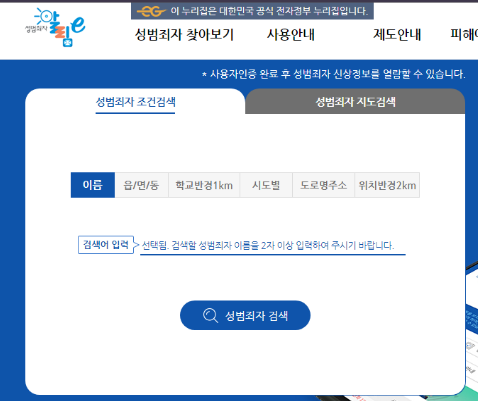 이 누리집은 대한민국 공식 전자정부 누리집입니다.
성범죄자 알림e
성범죄자 찾아보기 사용안내 제도안내 피해
* 사용자인증 완료 후 성범죄자 신상정보를 열람할 수 있습니다.
성범죄자 조건검색 성범죄자 지도검색
이름 읍/면/동 학교반경1km 시도별 도로명주소 위치반경2km
검색어 입력 선택됨. 검색할 성범죄자 이름을 2자 이상 입력하여 주시기 바랍니다.
성범죄자 검색